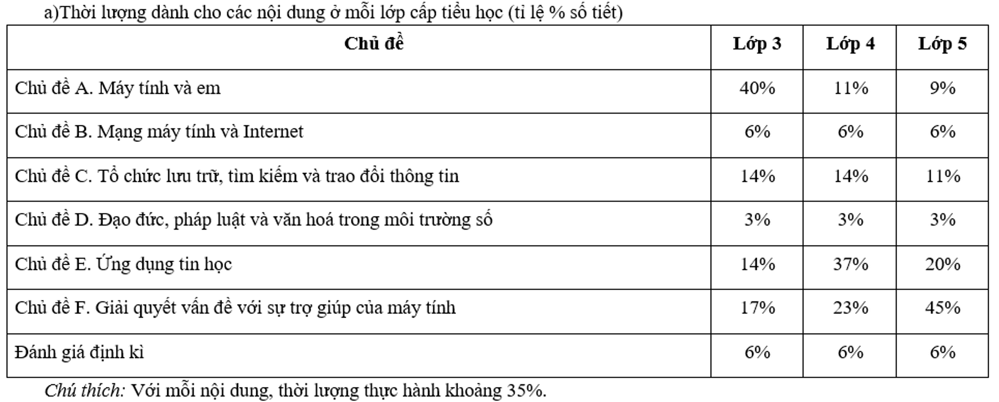 a)Thời lượng dành cho các nội dung ở mỗi lớp cấp tiểu học (tỉ lệ % số tiết)
Chủ đề Lớp 3 Lớp 4 Lớp 5
Chủ đề A. Máy tính và em 40% 11% 9%
Chủ đề B. Mạng máy tính và Internet 6% 6% 6%
Chủ đề C. Tổ chức lưu trữ, tìm kiếm và trao đổi thông tin 14% 14% 11%
Chủ đề D. Đạo đức, pháp luật và văn hoá trong môi trường số 3% 3% 3%
Chủ đề E. Ứng dụng tin học 14% 37% 20%
Chủ đề F. Giải quyết vấn đề với sự trợ giúp của máy tính 17% 23% 45%
Đánh giá định kì 6% 6% 6%
Chú thích: Với mỗi nội dung, thời lượng thực hành khoảng 35%.